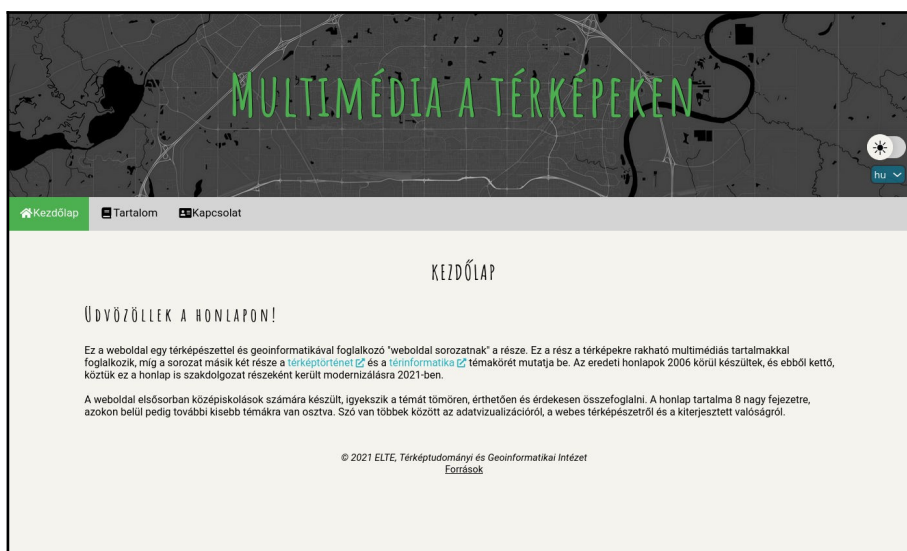 MULTIMÉDIA A TÉRKÉPEKEN
hu
Kezdőlap
Tartalom
Kapcsolat
KEZDŐLAP
ÜDVÖZÖLLEK A HONLAPON!
Ez a weboldal egy térképészettel és geoinformatikával foglalkozó "weboldal sorozatnak" a része. Ez a rész a térképekre rakható multimédiás tartalmakkal
foglalkozik, míg a sorozat másik két része a térképtörténet és a térinformatika témakörét mutatja be. Az eredeti honlapok 2006 körül készültek, és ebből kettő,
köztük ez a honlap is szakdolgozat részeként került modernizálásra 2021-ben.
A weboldal elsősorban középiskolások számára készült, igyekszik a témát tömören, érthetően és érdekesen összefoglalni. A honlap tartalma 8 nagy fejezetre,
azokon belül pedig további kisebb témákra van osztva. Szó van többek között az adatvizualizációról, a webes térképészetről és a kiterjesztett valóságról.
© 2021 ELTE, Térképtudományi és Geoinformatikai Intézet
Források